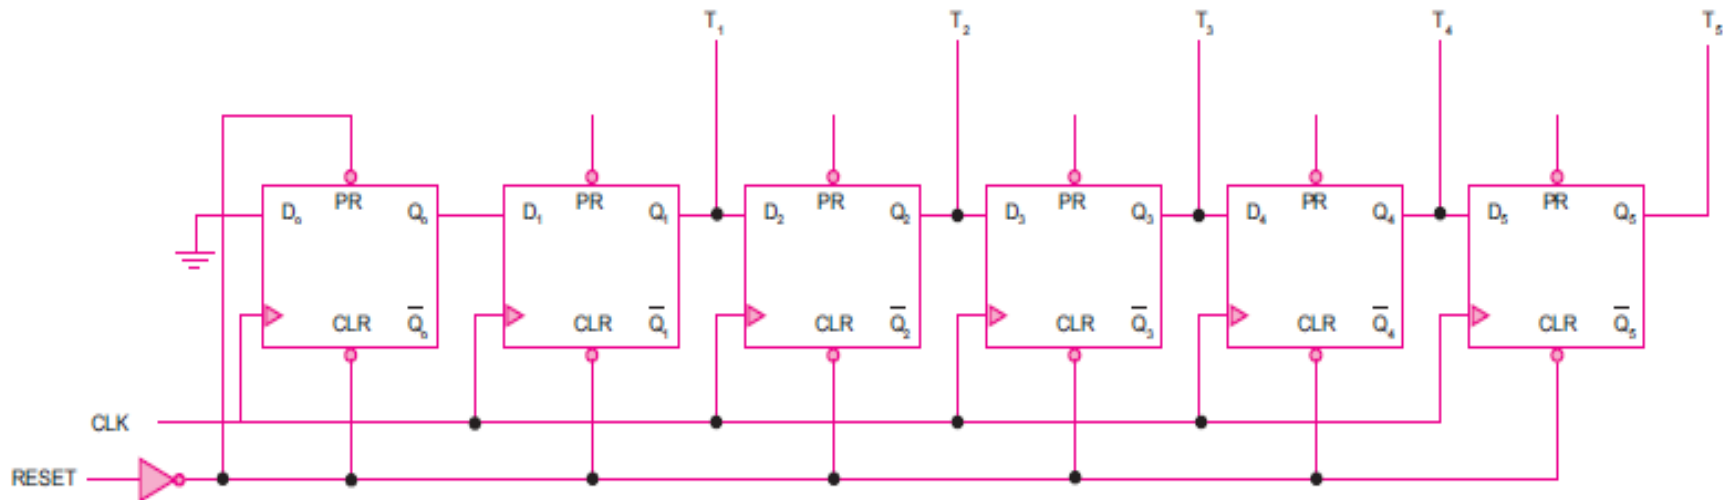 T₁ T₂ T₃ T₄ T₅
PR PR PR PR PR PR
D₀ Q₀ D₁ Q₁ D₂ Q₂ D₃ Q₃ D₄ Q₄ D₅ Q₅
CLR Q̅₀ CLR Q̅₁ CLR Q̅₂ CLR Q̅₃ CLR Q̅₄ CLR Q̅₅
CLK
RESET